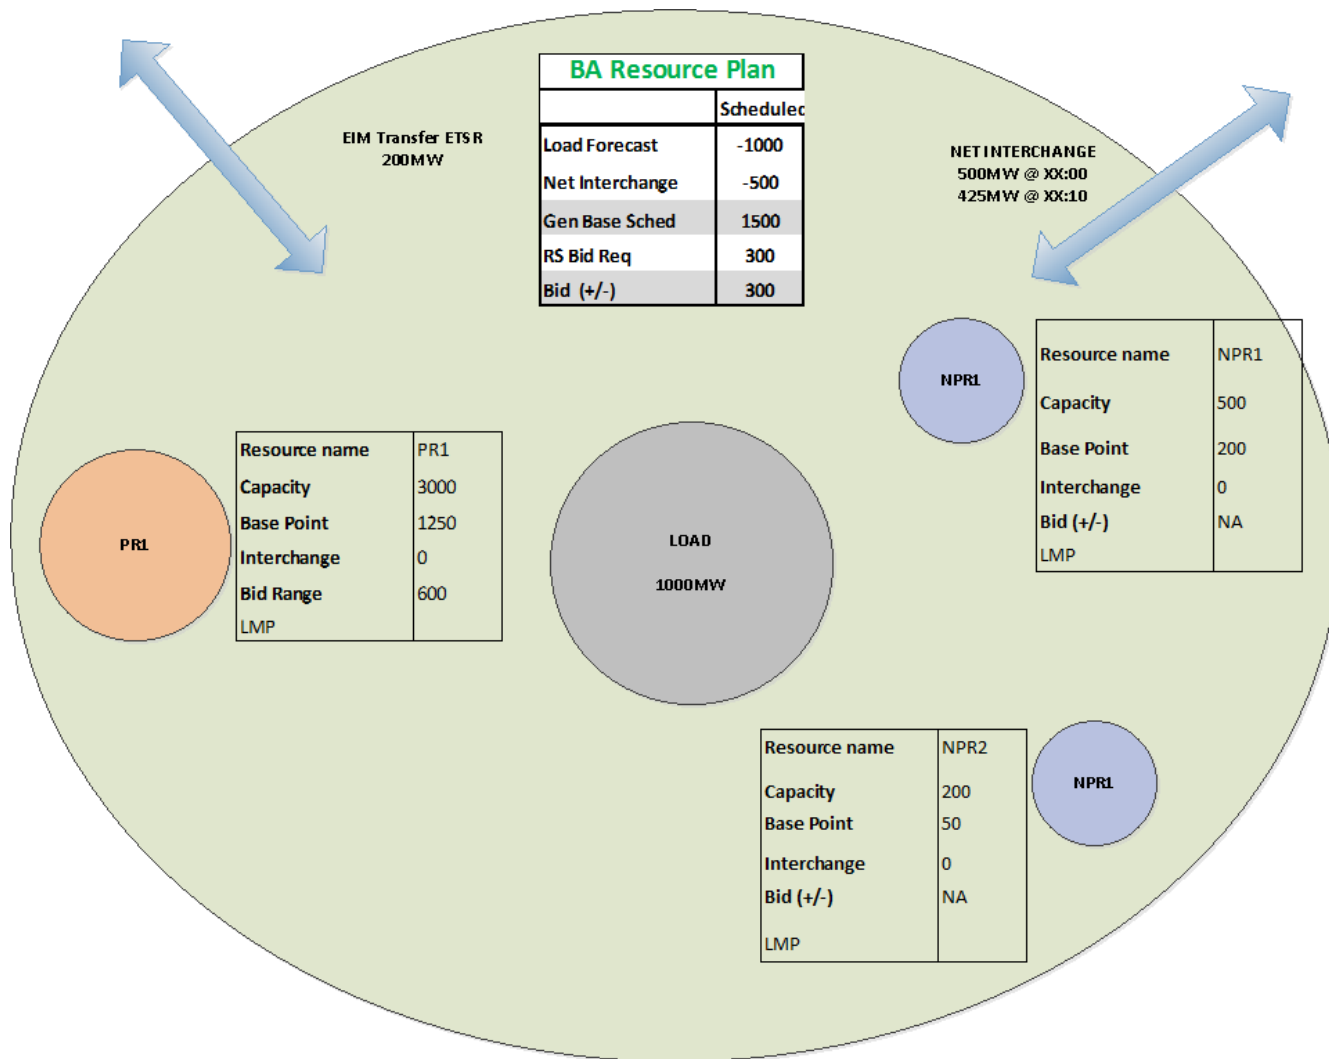 BA Resource Plan
Scheduled
Load Forecast -1000
Net Interchange -500
Gen Base Sched 1500
RS Bid Req 300
Bid (+/-) 300
EIM Transfer ETSR
200MW
NET INTERCHANGE
500MW @ XX:00
425MW @ XX:10
NPR1
Resource name NPR1
Capacity 500
Base Point 200
Interchange 0
Bid (+/-) NA
LMP
PR1
Resource name PR1
Capacity 3000
Base Point 1250
Interchange 0
Bid Range 600
LMP
LOAD
1000MW
Resource name NPR2
Capacity 200
Base Point 50
Interchange 0
Bid (+/-) NA
LMP
NPR1